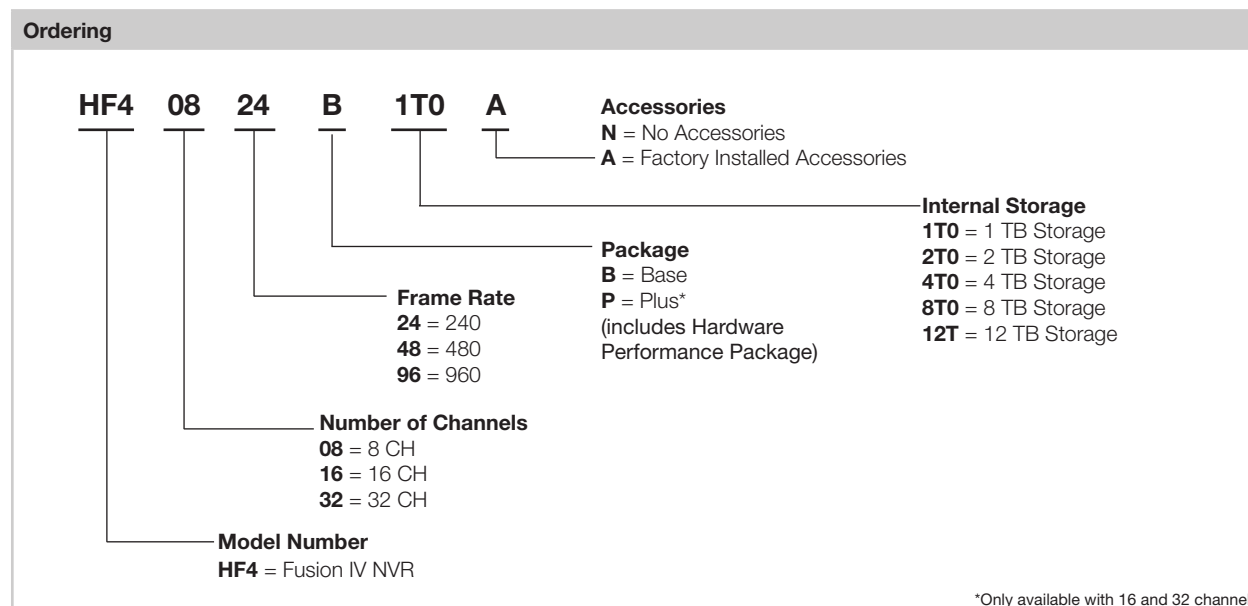 Ordering
HF4 08 24 B 1T0 A
Accessories
N = No Accessories
A = Factory Installed Accessories
Internal Storage
1T0 = 1 TB Storage
2T0 = 2 TB Storage
4T0 = 4 TB Storage
8T0 = 8 TB Storage
12T = 12 TB Storage
Package
B = Base
P = Plus*
(includes Hardware
Performance Package)
Frame Rate
24 = 240
48 = 480
96 = 960
Number of Channels
08 = 8 CH
16 = 16 CH
32 = 32 CH
Model Number
HF4 = Fusion IV NVR
*Only available with 16 and 32 channe